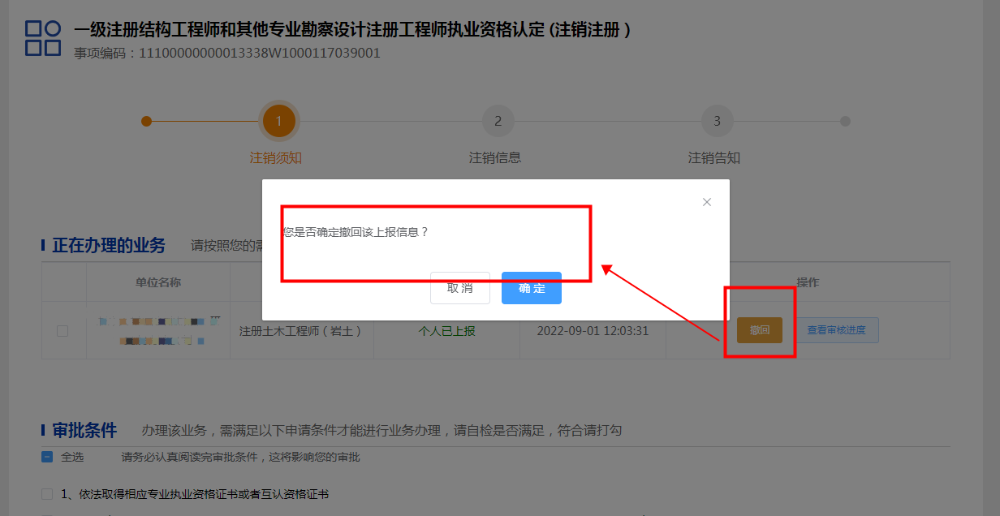 一级注册结构工程师和其他专业勘察设计注册工程师执业资格认定 (注销注册 )
事项编码：11100000000013338W1000117039001
1
2
3
注销须知
注销信息
注销告知
您是否确定撤回该上报信息？
取 消
确 定
正在办理的业务
请按照您的需
单位名称
操作
注册土木工程师（岩土）
个人已上报
2022-09-01 12:03:31
撤回
查看审核进度
审批条件
办理该业务，需满足以下申请条件才能进行业务办理，请自检是否满足，符合请打勾
全选
请务必认真阅读完审批条件，这将影响您的审批
1、依法取得相应专业执业资格证书或者互认资格证书